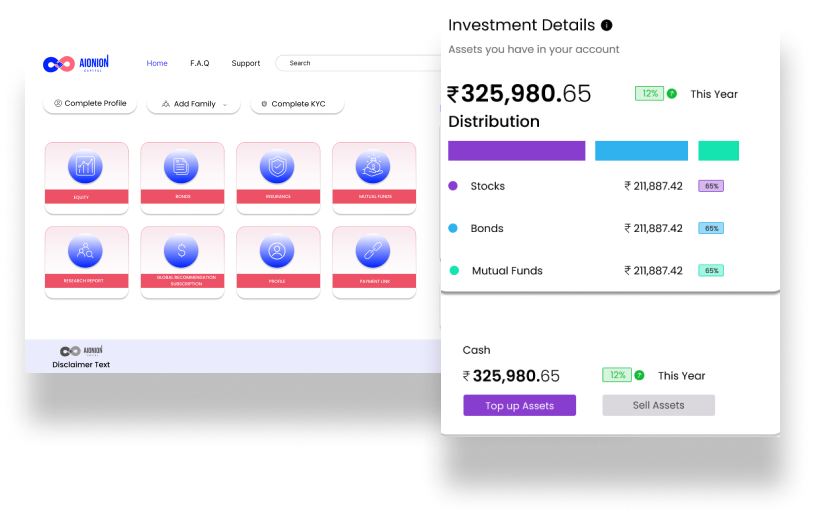 AIONION
CAPITAL
Home
F.A.Q
Support
Search
Complete Profile
Add Family
Complete KYC
EQUITY
BONDS
INSURANCE
MUTUAL FUNDS
RESEARCH REPORT
GLOBAL RECOMMENDATION
SUBSCRIPTION
PROFILE
PAYMENT LINK
AIONION
CAPITAL
Disclaimer Text
Investment Details
Assets you have in your account
₹325,980.65
12%
This Year
Distribution
Stocks ₹ 211,887.42 65%
Bonds ₹ 211,887.42 65%
Mutual Funds ₹ 211,887.42 65%
Cash
₹ 325,980.65
12%
This Year
Top up Assets
Sell Assets